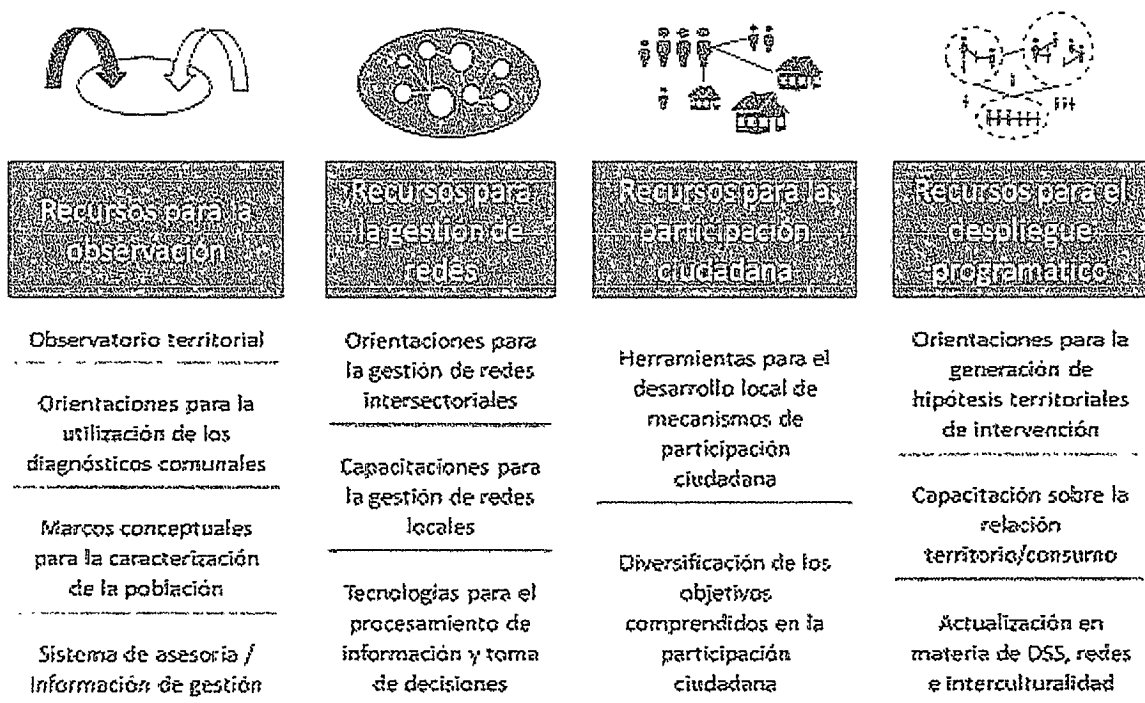 Recursos para la
observación
Observatorio territorial
Orientaciones para la
utilización de los
diagnósticos comunales
Marcos conceptuales
para la caracterización
de la población
Sistema de asesoría /
Información de gestión
Recursos para
la gestión de
redes
Orientaciones para
la gestión de redes
intersectoriales
Capacitaciones para
la gestión de redes
locales
Tecnologías para el
procesamiento de
información y toma
de decisiones
Recursos para la
participación
ciudadana
Herramientas para el
desarrollo local de
mecanismos de
participación
ciudadana
Diversificación de los
objetivos
comprendidos en la
participación
ciudadana
Recursos para el
despliegue
programático
Orientaciones para la
generación de
hipótesis territoriales
de intervención
Capacitación sobre la
relación
territorio/consumo
Actualización en
materia de DSS, redes
e interculturalidad